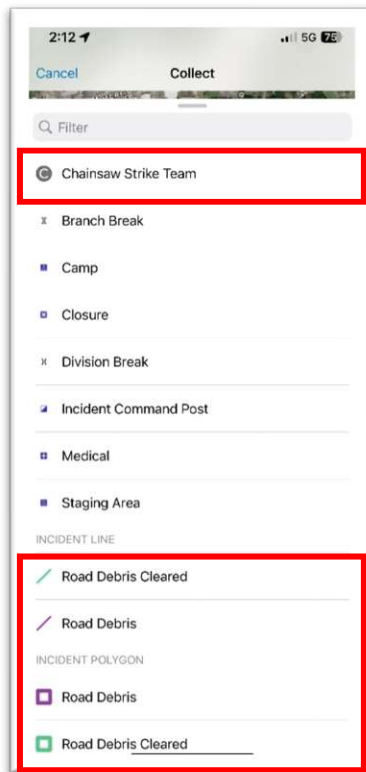 2:12
5G 75
Cancel Collect
Filter
C Chainsaw Strike Team
Branch Break
Camp
Closure
Division Break
Incident Command Post
Medical
Staging Area
INCIDENT LINE
Road Debris Cleared
Road Debris
INCIDENT POLYGON
Road Debris
Road Debris Cleared